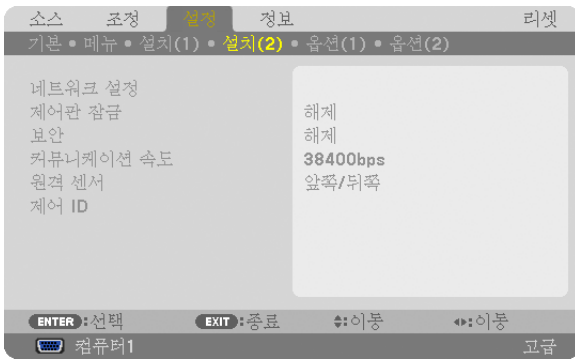 소스 조정 설정 정보 리셋
기본 • 메뉴 • 설치(1) • 설치(2) • 옵션(1) • 옵션(2)
네트워크 설정
제어판 잠금 해제
보안 해제
커뮤니케이션 속도 38400bps
원격 센서 앞쪽/뒤쪽
제어 ID
ENTER :선택 EXIT :종료 :이동 :이동
컴퓨터1 고급